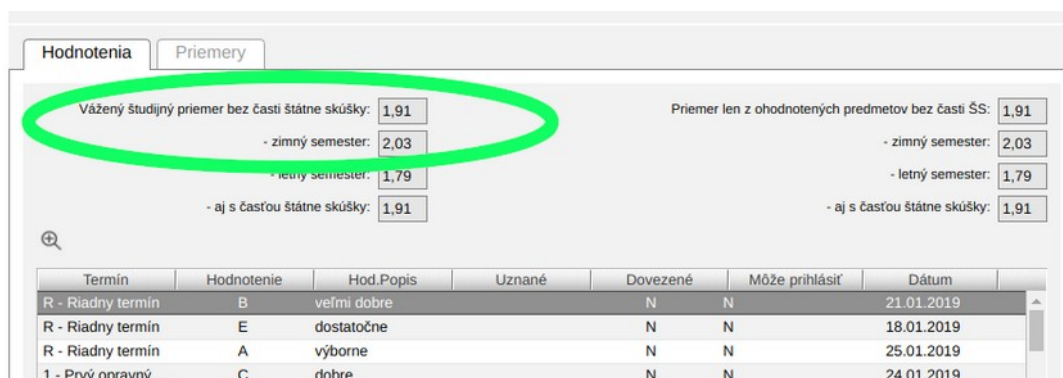 Hodnotenia Priemery
Vážený študijný priemer bez časti štátne skúšky: 1,91 Priemer len z ohodnotených predmetov bez časti ŠS: 1,91
- zimný semester: 2,03 - zimný semester: 2,03
- letný semester: 1,79 - letný semester: 1,79
- aj s časťou štátne skúšky: 1,91 - aj s časťou štátne skúšky: 1,91
Termín Hodnotenie Hod.Popis Uznané Dovezené Môže prihlásiť Dátum
R - Riadny termín B veľmi dobre N N 21.01.2019
R - Riadny termín E dostatočne N N 18.01.2019
R - Riadny termín A výborne N N 25.01.2019
1 - Prvý opravný C dobre N N 24.01.2019